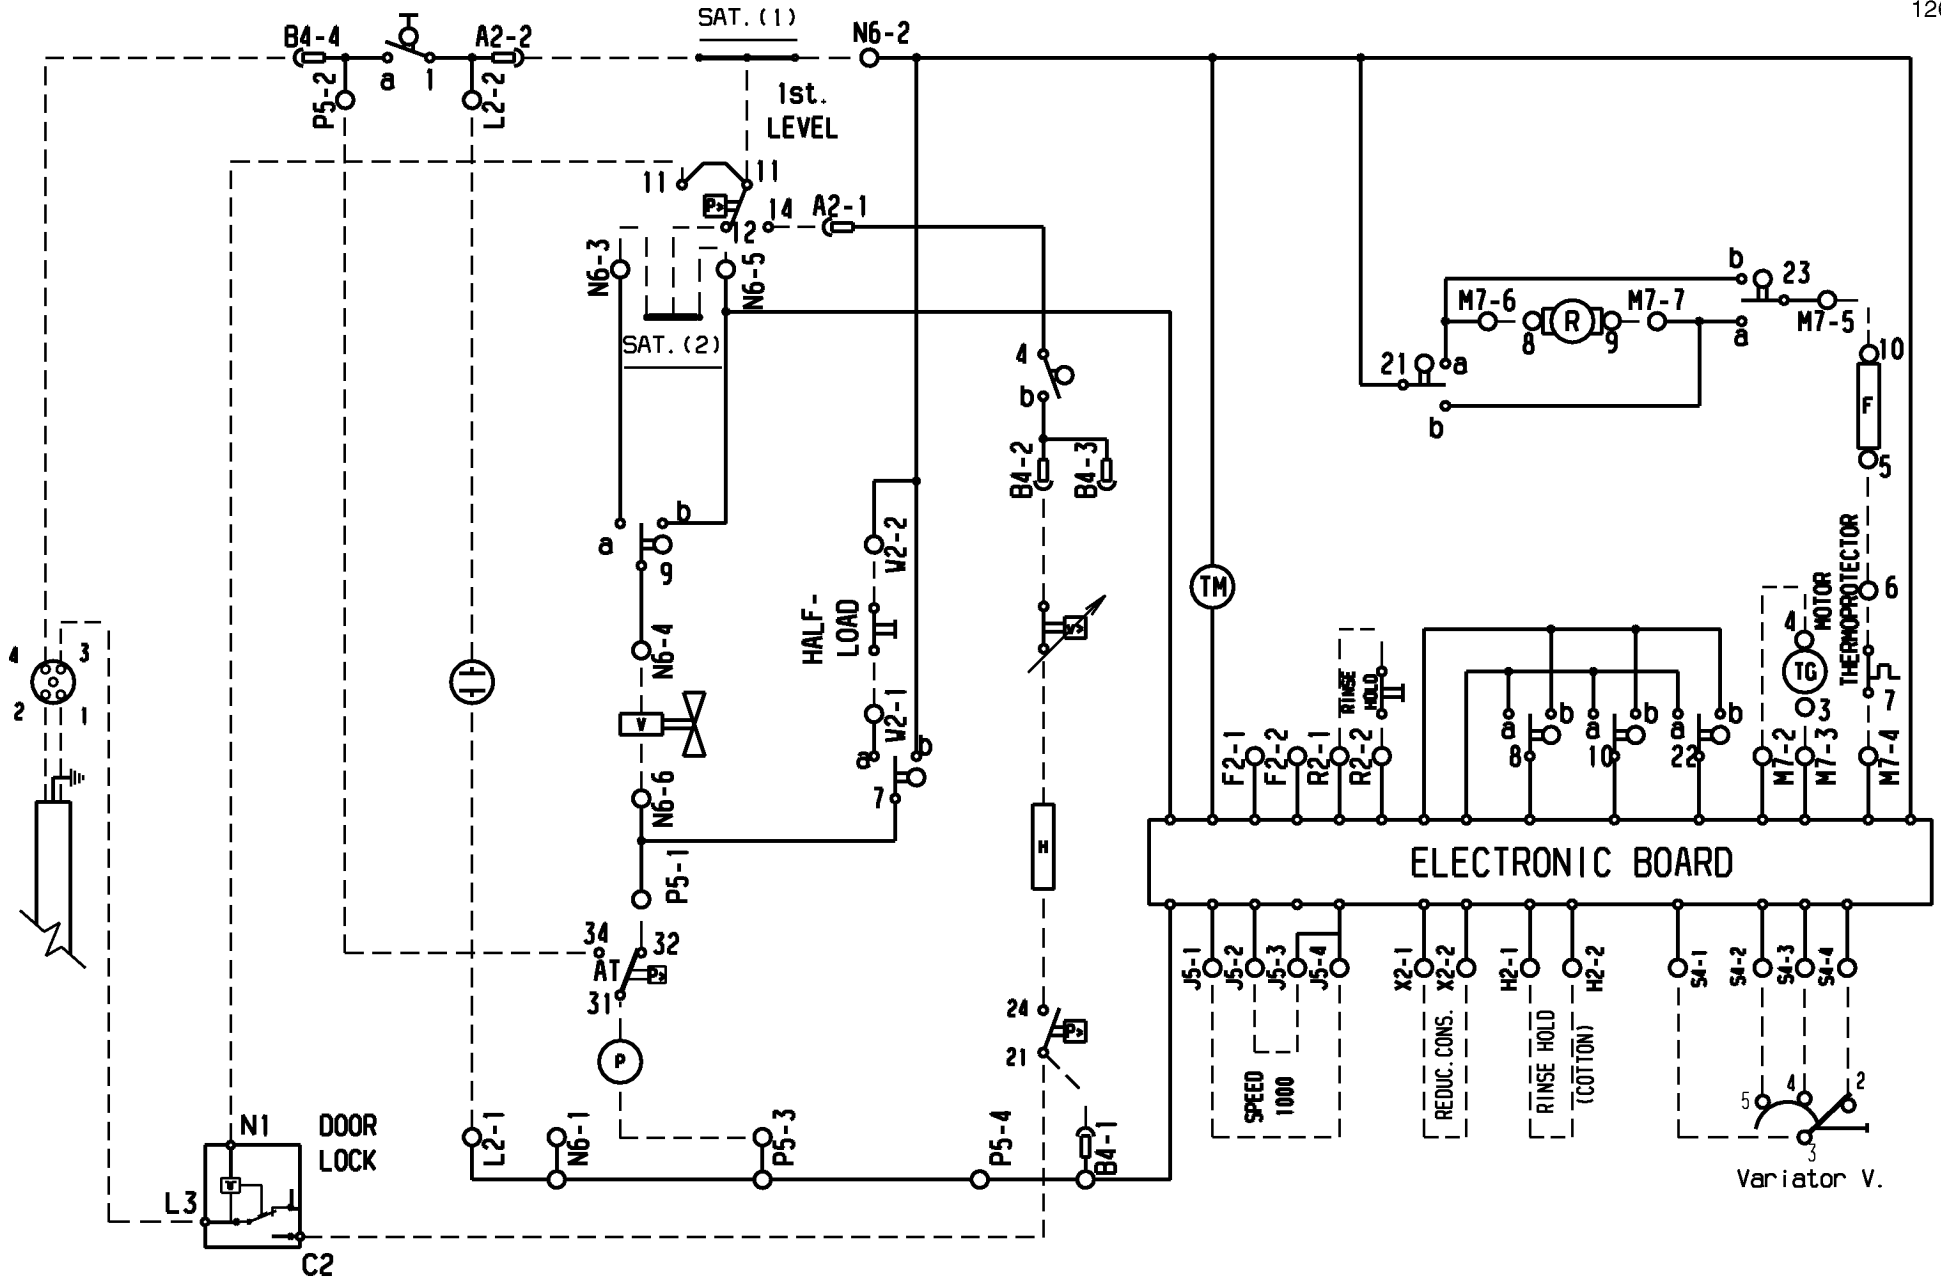 126
SAT.(1)
B4-4
A2-2
N6-2
a
1
P5-2
L2-2
1st.
LEVEL
11
11
P>
12
14
A2-1
N6-3
N6-5
SAT.(2)
b
23
M7-6
M7-7
R
8
9
a
M7-5
4
b
21
a
b
10
F
5
B4-2
B4-3
a
b
9
W2-2
HALF-
LOAD
W2-1
a
b
7
TM
MOTOR
THERMOPROTECTOR
6
4
TG
3
7
4
3
2
1
N6-4
V
N6-6
RINSE
HOLD
F2-1
F2-2
R2-1
R2-2
a
b
8
a
b
10
a
b
22
M7-2
M7-3
M7-4
H
P5-1
ELECTRONIC BOARD
34
32
AT
P>
31
P
24
P>
21
J5-1
J5-2
J5-3
J5-4
X2-1
X2-2
H2-1
H2-2
S4-1
S4-2
S4-3
S4-4
SPEED
1000
REDUC.CONS.
RINSE HOLD
(COTTON)
5
4
2
3
Variator V.
N1
DOOR
LOCK
L3
C2
L2-1
N6-1
P5-3
P5-4
B4-1